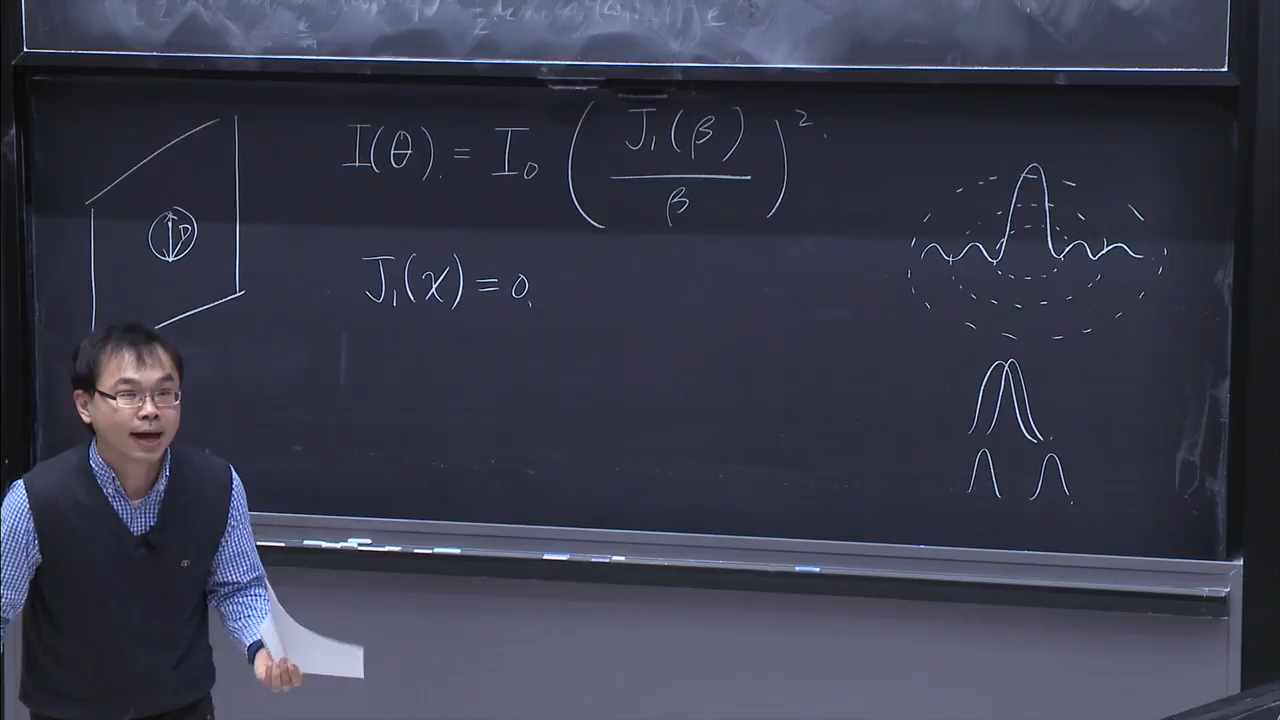 I(θ) = I₀ ( J₁(β) / β )².
D
J₁(x) = 0.